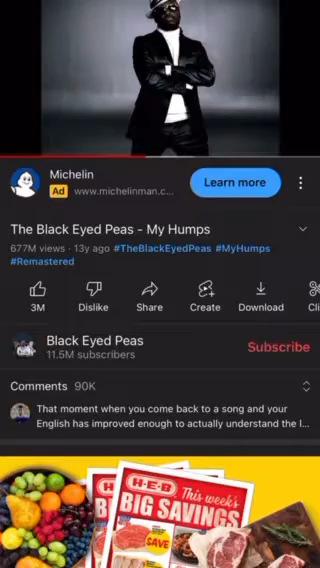 Michelin
Ad www.michelinman.c...
Learn more
The Black Eyed Peas - My Humps
677M views · 13y ago #TheBlackEyedPeas #MyHumps
#Remastered
3M
Dislike
Share
Create
Download
Cli
Black Eyed Peas
11.5M subscribers
Subscribe
Comments 90K
That moment when you come back to a song and your
English has improved enough to actually understand the l...
H-E-B
BIG
H-E-B
This week's
BIG SAVINGS
SAVE